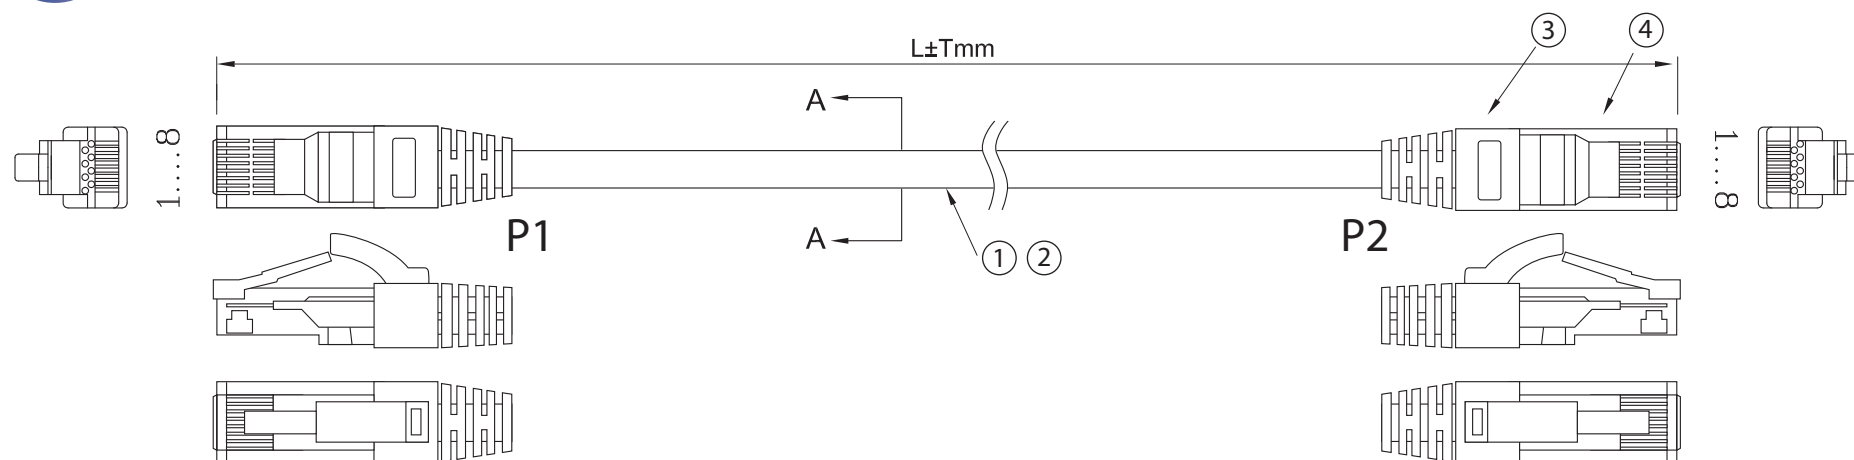 L±Tmm
③ ④
A
1....8
1....8
P1
A
P2
① ②